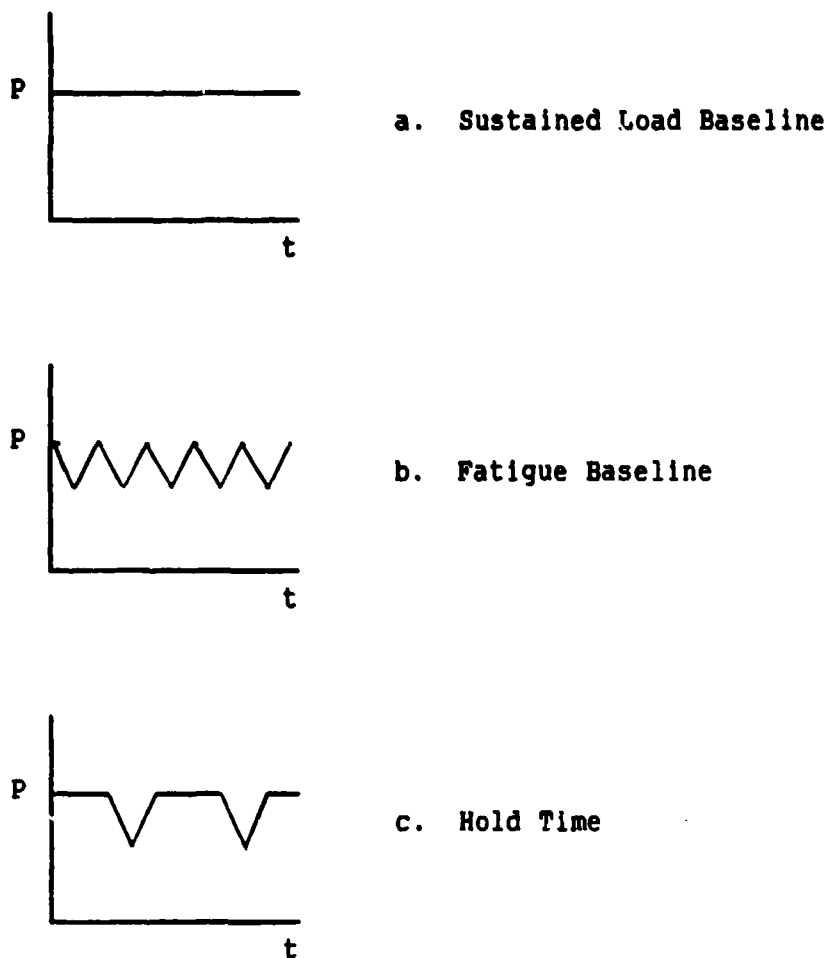 P
a. Sustained Load Baseline
t
P
b. Fatigue Baseline
t
P
c. Hold Time
t